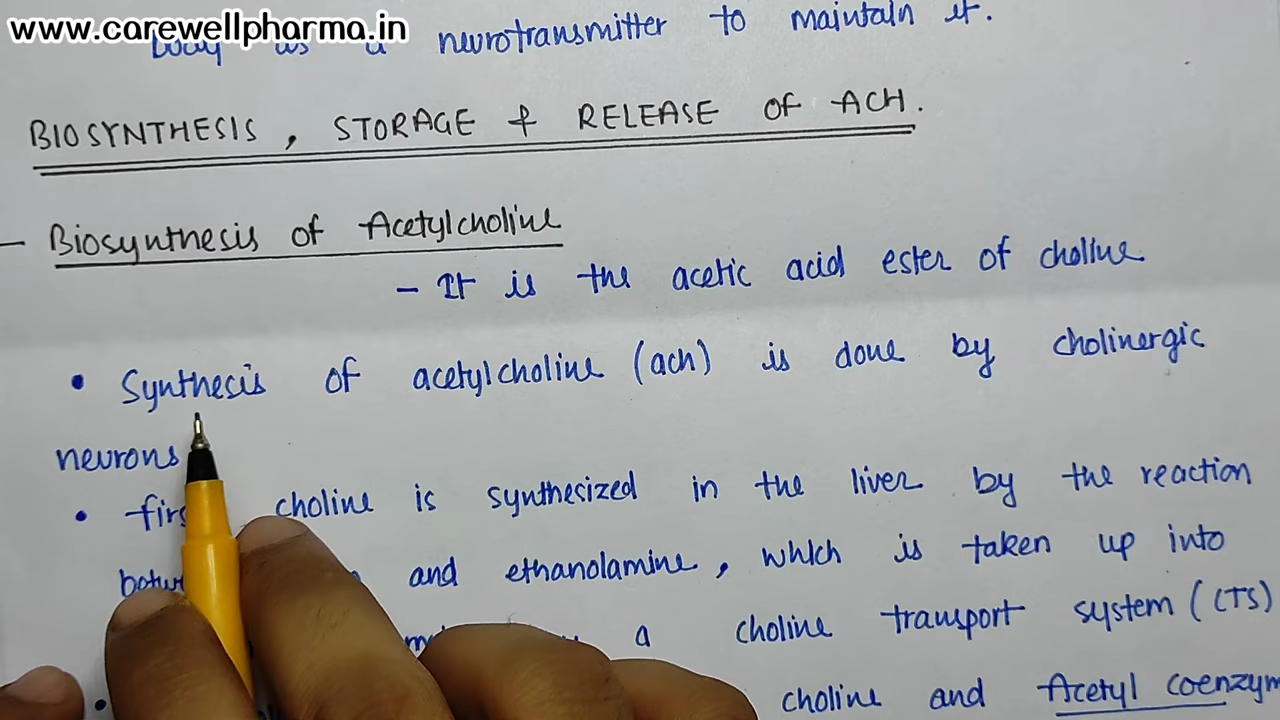 www.carewellpharma.in
body as a neurotransmitter to maintain it.
BIOSYNTHESIS, STORAGE & RELEASE OF ACH.
- Biosynthesis of Acetylcholine
- It is the acetic acid ester of choline
• Synthesis of acetylcholine (ach) is done by cholinergic
neurons
• choline is synthesized in the liver by the reaction
and ethanolamine, which is taken up into
a choline transport system (CTS)
• choline and Acetyl